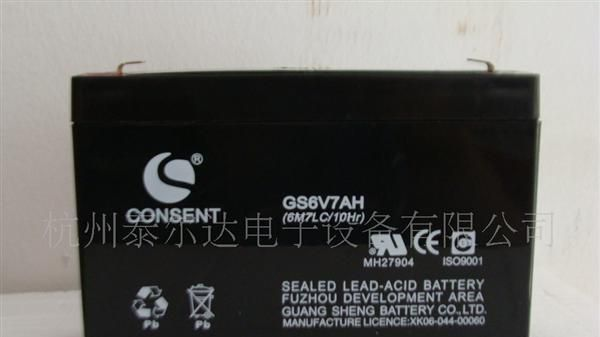 ®
CONSENT
GS6V7AH
(6M7LC/10Hr)
杭州泰尔达电子设备有限公司
MH27904
ISO9001
Pb
Pb
SEALED LEAD-ACID BATTERY
FUZHOU DEVELOPMENT AREA
GUANG SHENG BATTERY CO.,LTD.
MANUFACTURE LICENCE:XK06-044-00060